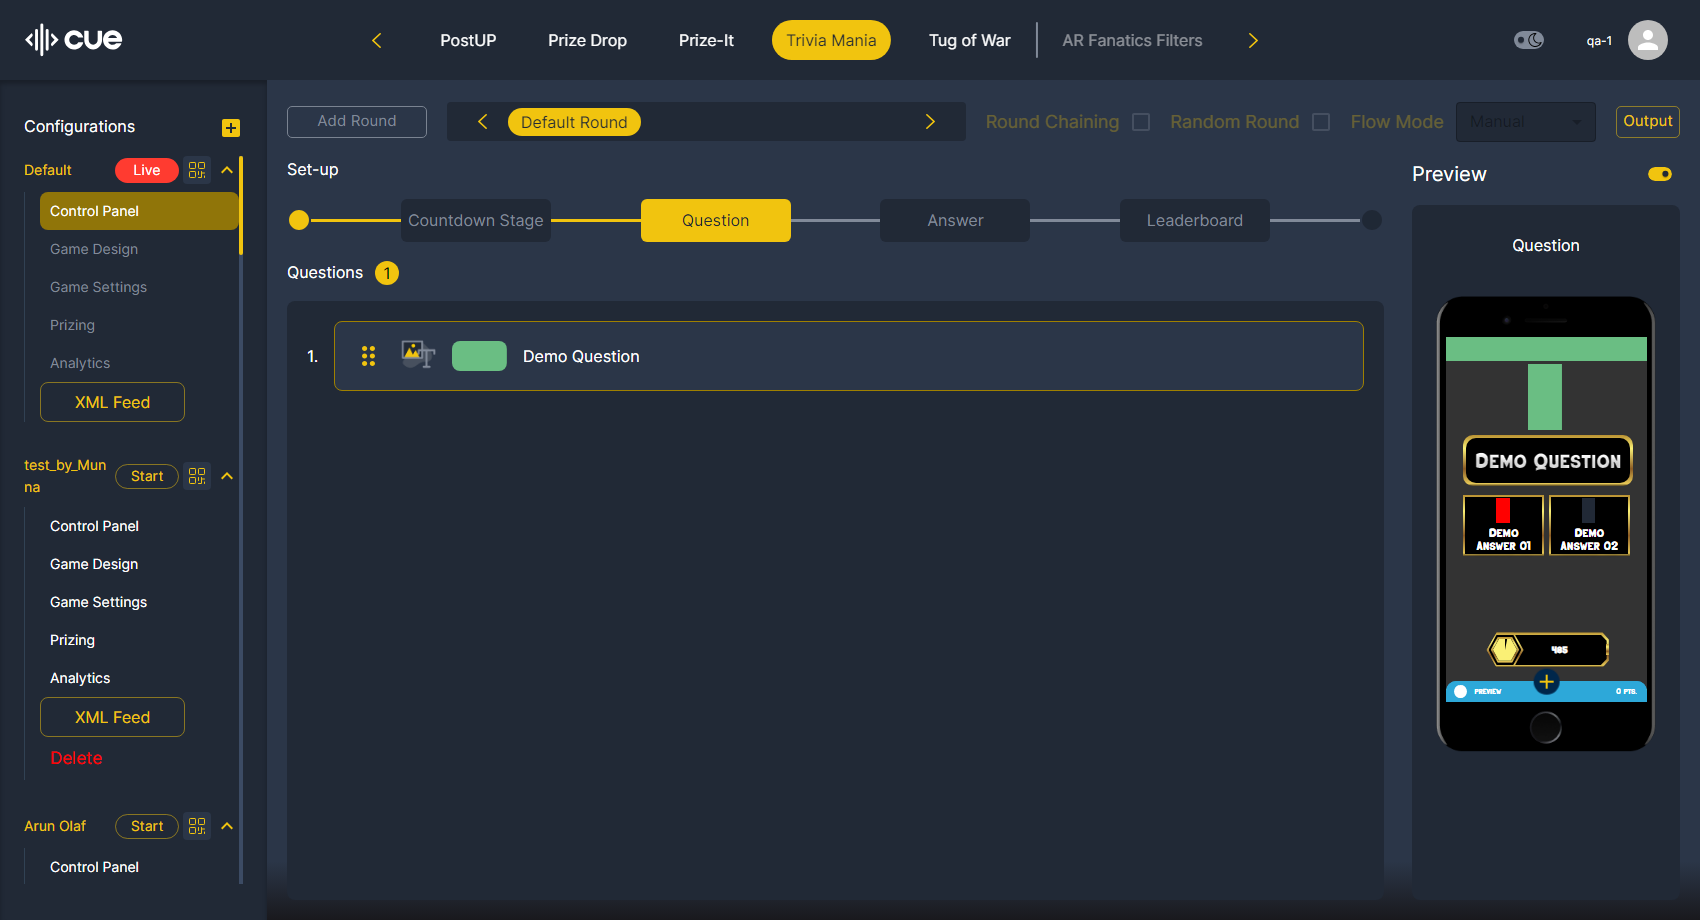 cue
PostUP
Prize Drop
Prize-It
Trivia Mania
Tug of War
AR Fanatics Filters
qa-1
Configurations
Default
Live
Control Panel
Game Design
Game Settings
Prizing
Analytics
XML Feed
test_by_Mun
na
Start
Control Panel
Game Design
Game Settings
Prizing
Analytics
XML Feed
Delete
Arun Olaf
Start
Control Panel
Add Round
Default Round
Round Chaining
Random Round
Flow Mode
Manual
Output
Set-up
Countdown Stage
Question
Answer
Leaderboard
Questions
1
1.
Demo Question
Preview
Question
Demo Question
Demo
Answer 01
Demo
Answer 02
485
PREVIEW
0 PTS.